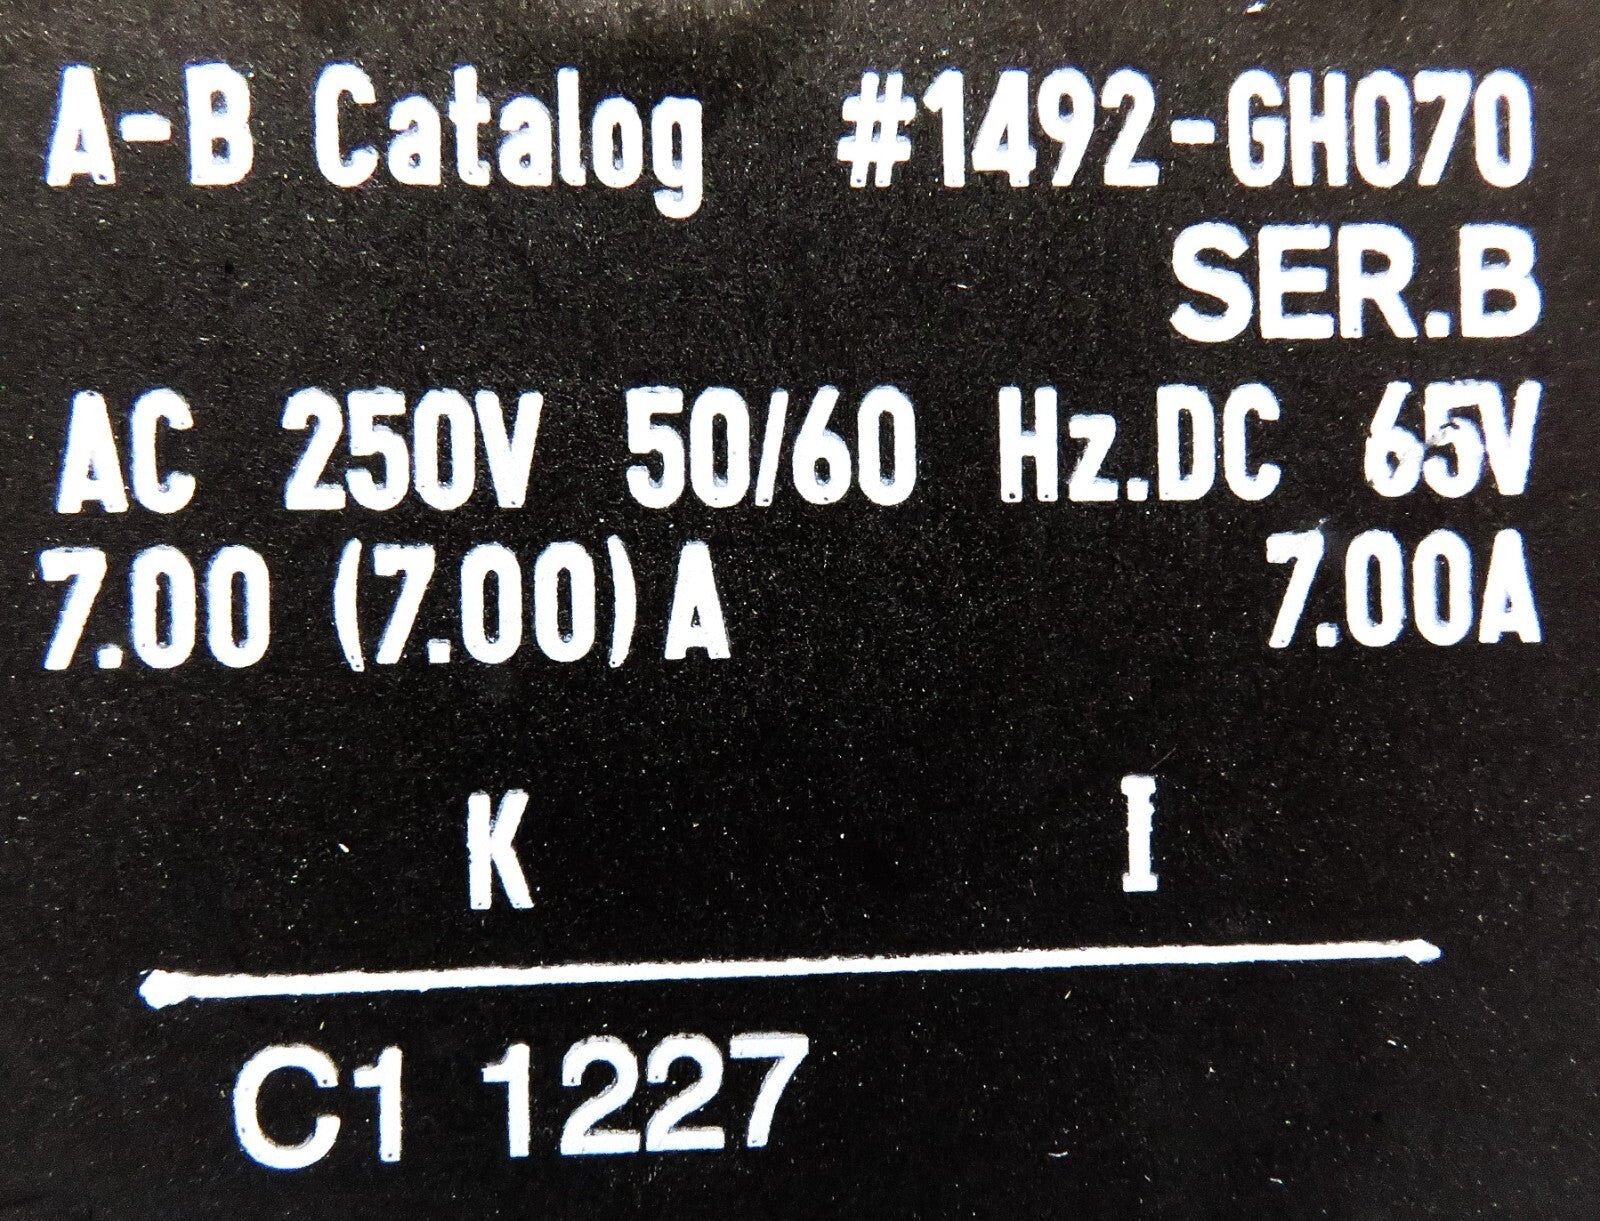 A-B Catalog #1492-GH070
SER.B
AC 250V 50/60 Hz.DC 65V
7.00 (7.00)A 7.00A
K I
C1 1227